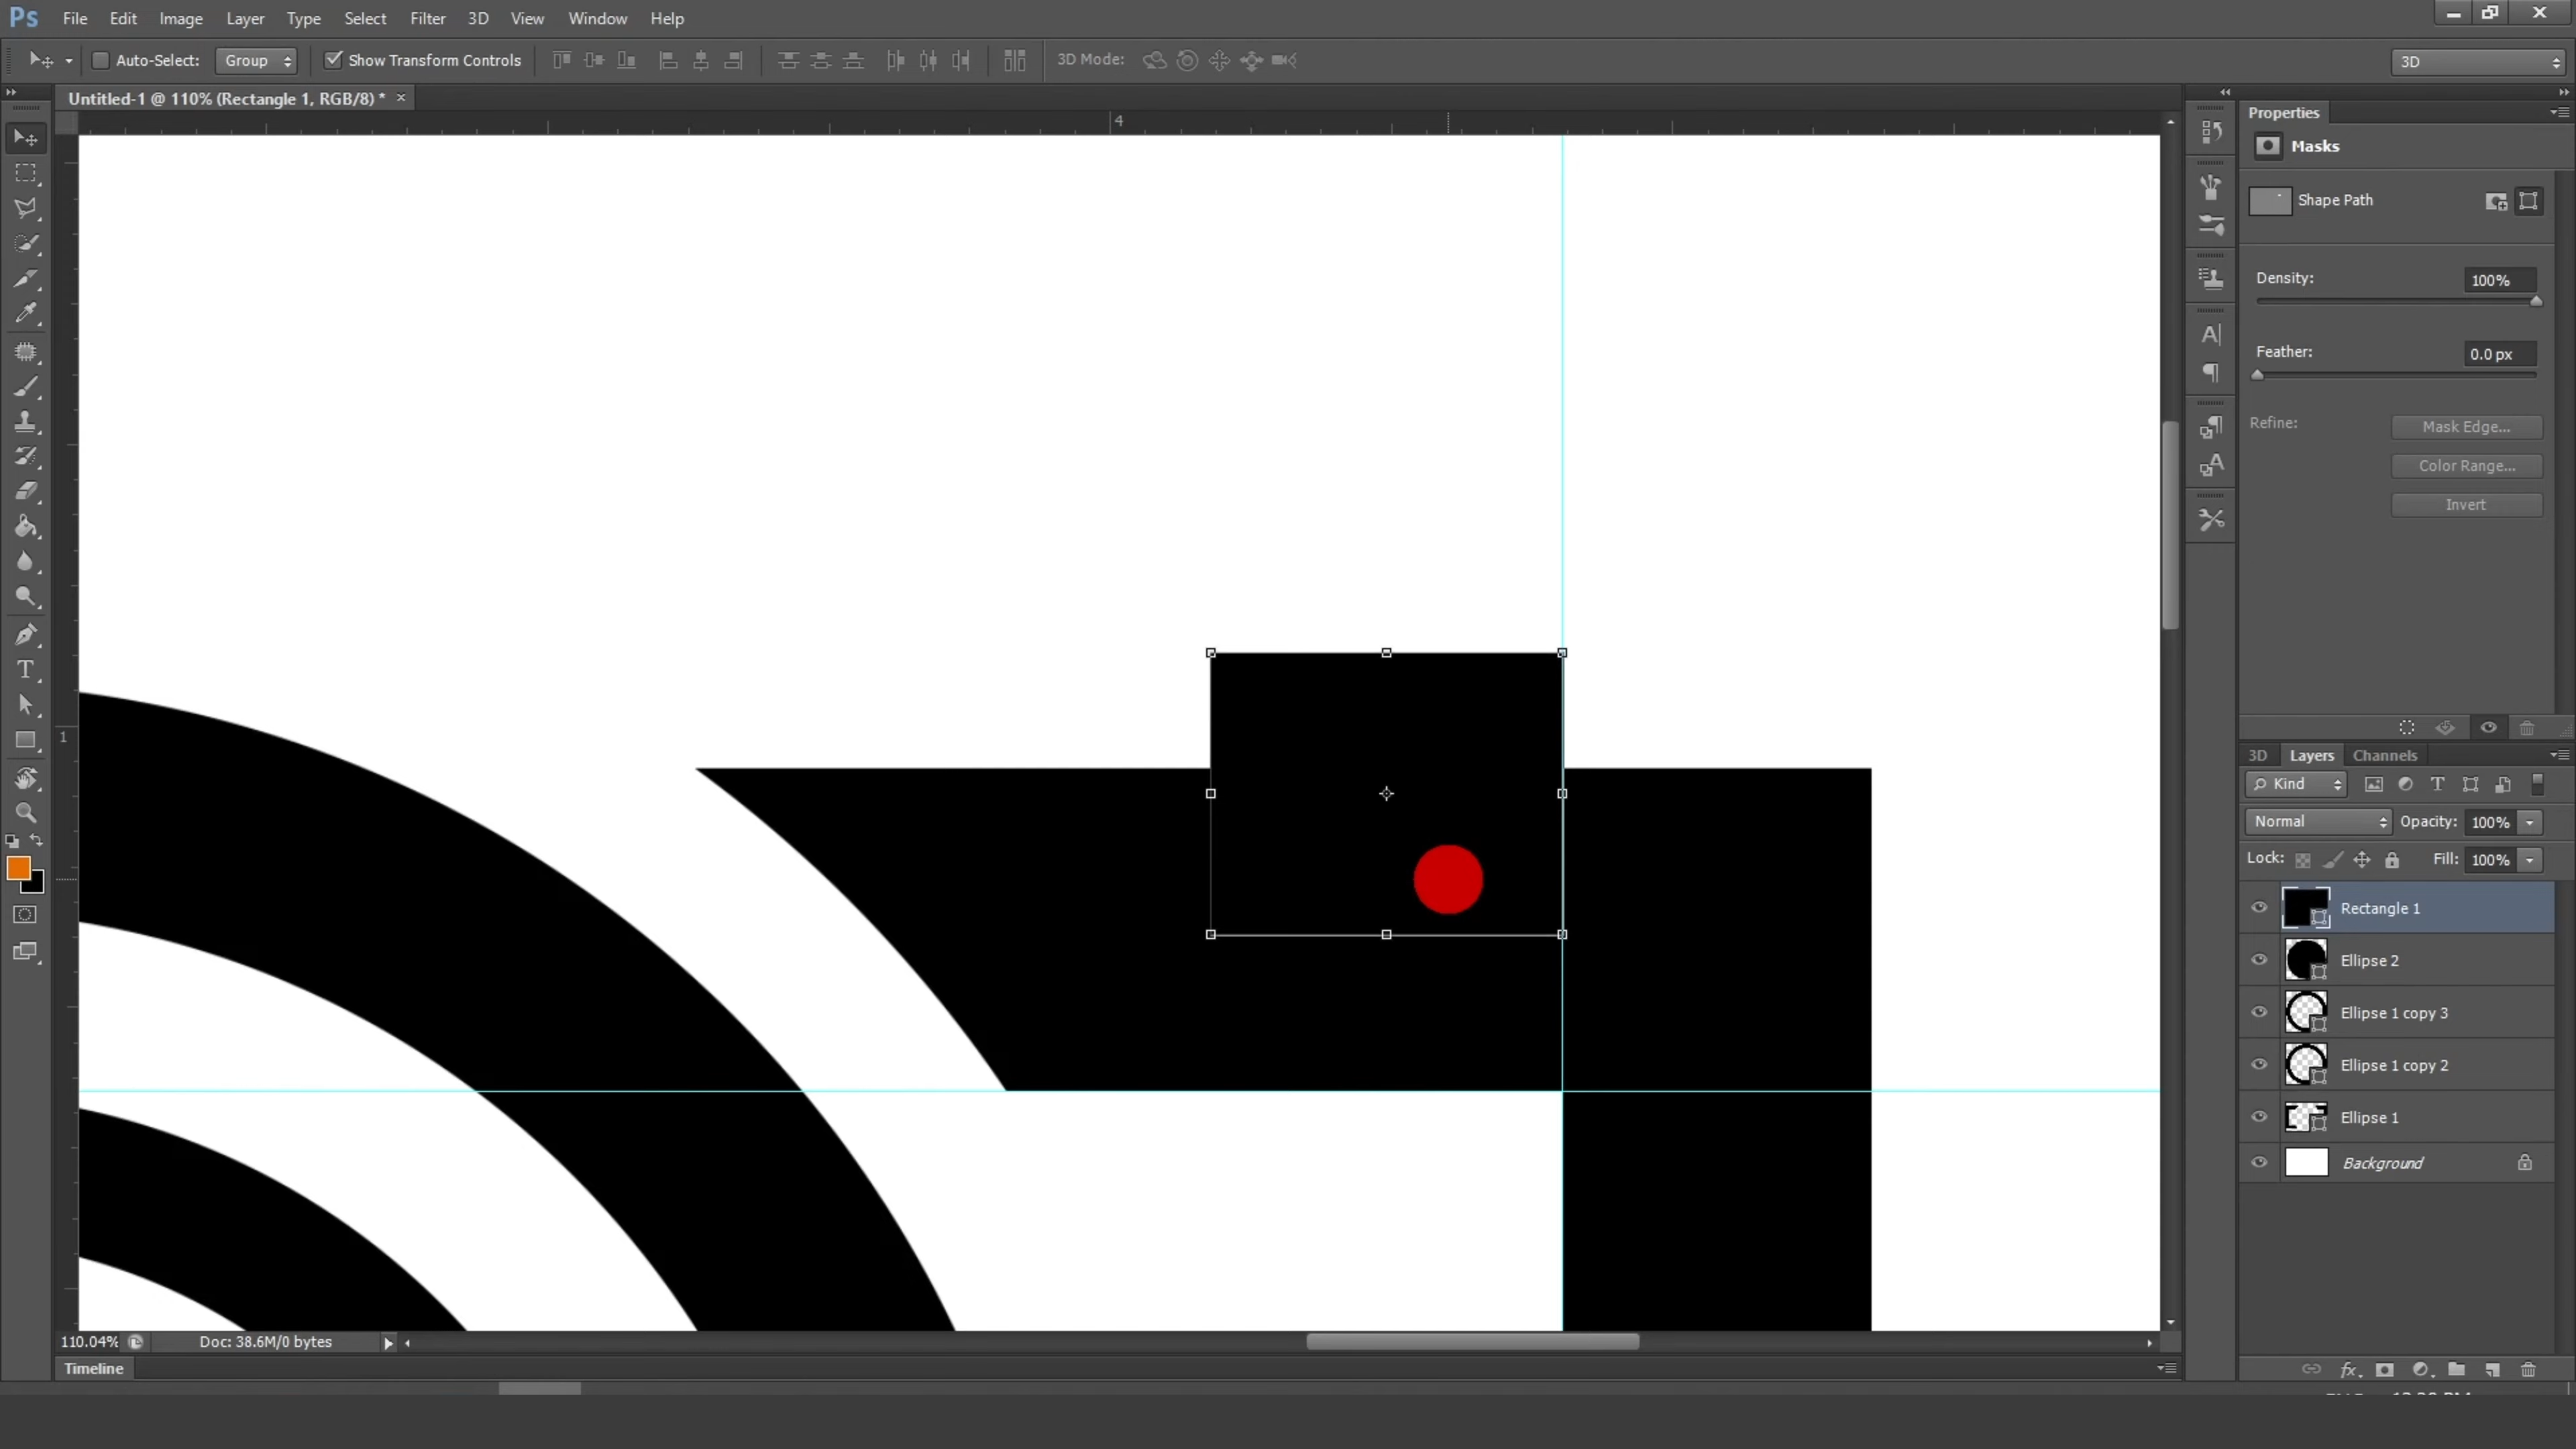 Ps File Edit Image Layer Type Select Filter 3D View Window Help
Auto-Select: Group Show Transform Controls 3D Mode: 3D
Untitled-1 @ 110% (Rectangle 1, RGB/8) * ×
4
1
Properties
Masks
Shape Path
Density: 100%
Feather: 0.0 px
Refine: Mask Edge...
Color Range...
Invert
3D Layers Channels
Kind
Normal Opacity: 100%
Lock: Fill: 100%
Rectangle 1
Ellipse 2
Ellipse 1 copy 3
Ellipse 1 copy 2
Ellipse 1
Background
110.04% Doc: 38.6M/0 bytes
Timeline